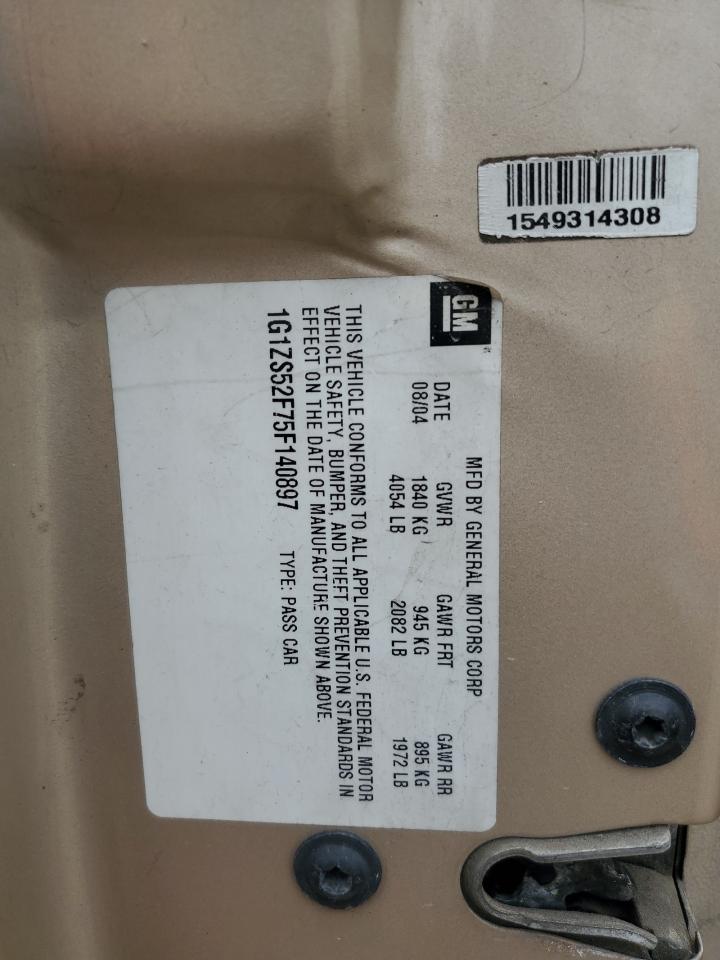 1549314308
GM
MFD BY GENERAL MOTORS CORP
DATE GVWR GAWR FRT GAWR RR
08/04 1840 KG 945 KG 895 KG
4054 LB 2082 LB 1972 LB
THIS VEHICLE CONFORMS TO ALL APPLICABLE U.S. FEDERAL MOTOR
VEHICLE SAFETY, BUMPER, AND THEFT PREVENTION STANDARDS IN
EFFECT ON THE DATE OF MANUFACTURE SHOWN ABOVE.
1G1ZS52F75F140897 TYPE: PASS CAR